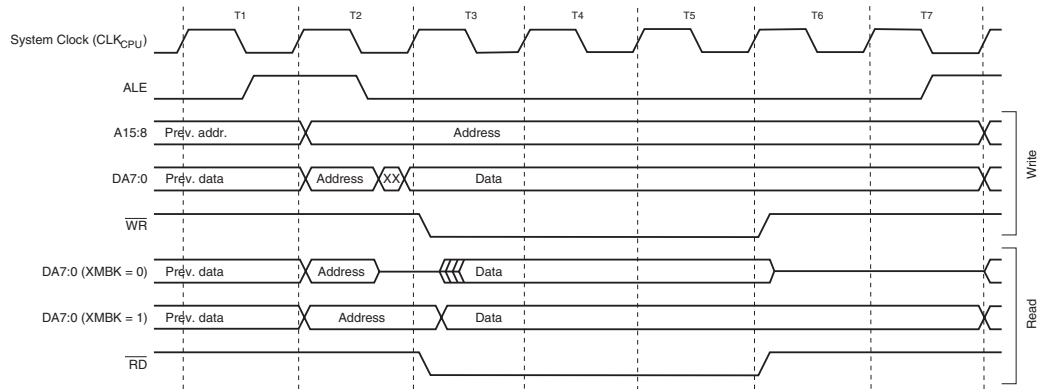 T1 T2 T3 T4 T5 T6 T7
System Clock (CLKCPU)
ALE
A15:8 Prev. addr. Address
DA7:0 Prev. data Address XX Data
WR
Write
DA7:0 (XMBK = 0) Prev. data Address Data
DA7:0 (XMBK = 1) Prev. data Address Data
RD
Read